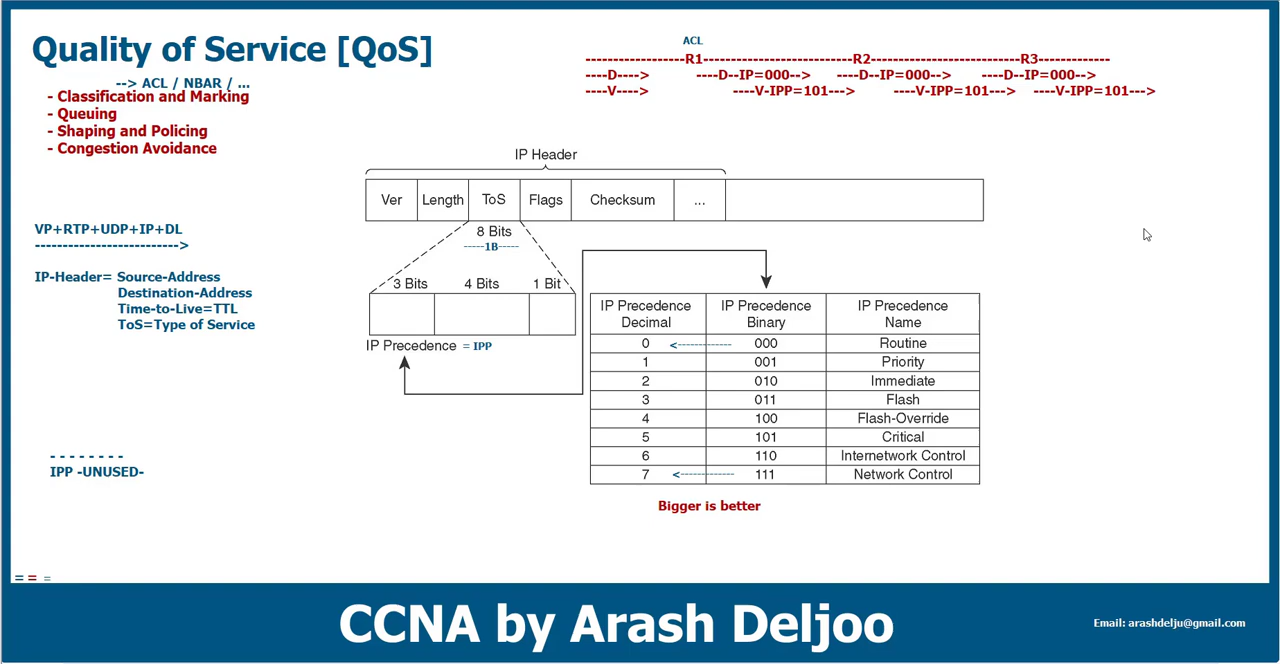 Quality of Service [QoS]
--> ACL / NBAR / ...
- Classification and Marking
- Queuing
- Shaping and Policing
- Congestion Avoidance
ACL
------------------R1---------------------------R2---------------------------R3-------------
----D---->         ----D--IP=000-->     ----D--IP=000-->      ----D--IP=000-->
----V---->                ----V-IPP=101--->       ----V-IPP=101--->   ----V-IPP=101--->
IP Header
Ver Length ToS Flags Checksum ...
8 Bits
-----1B-----
3 Bits 4 Bits 1 Bit
IP Precedence = IPP
VP+RTP+UDP+IP+DL
-------------------------->
IP-Header= Source-Address
Destination-Address
Time-to-Live=TTL
ToS=Type of Service
- - - - - - - -
IPP -UNUSED-
IP Precedence Decimal IP Precedence Binary IP Precedence Name
0 <----------- 000 Routine
1 001 Priority
2 010 Immediate
3 011 Flash
4 100 Flash-Override
5 101 Critical
6 110 Internetwork Control
7 <------------ 111 Network Control
Bigger is better
= = =
CCNA by Arash Deljoo
Email: arashdelju@gmail.com